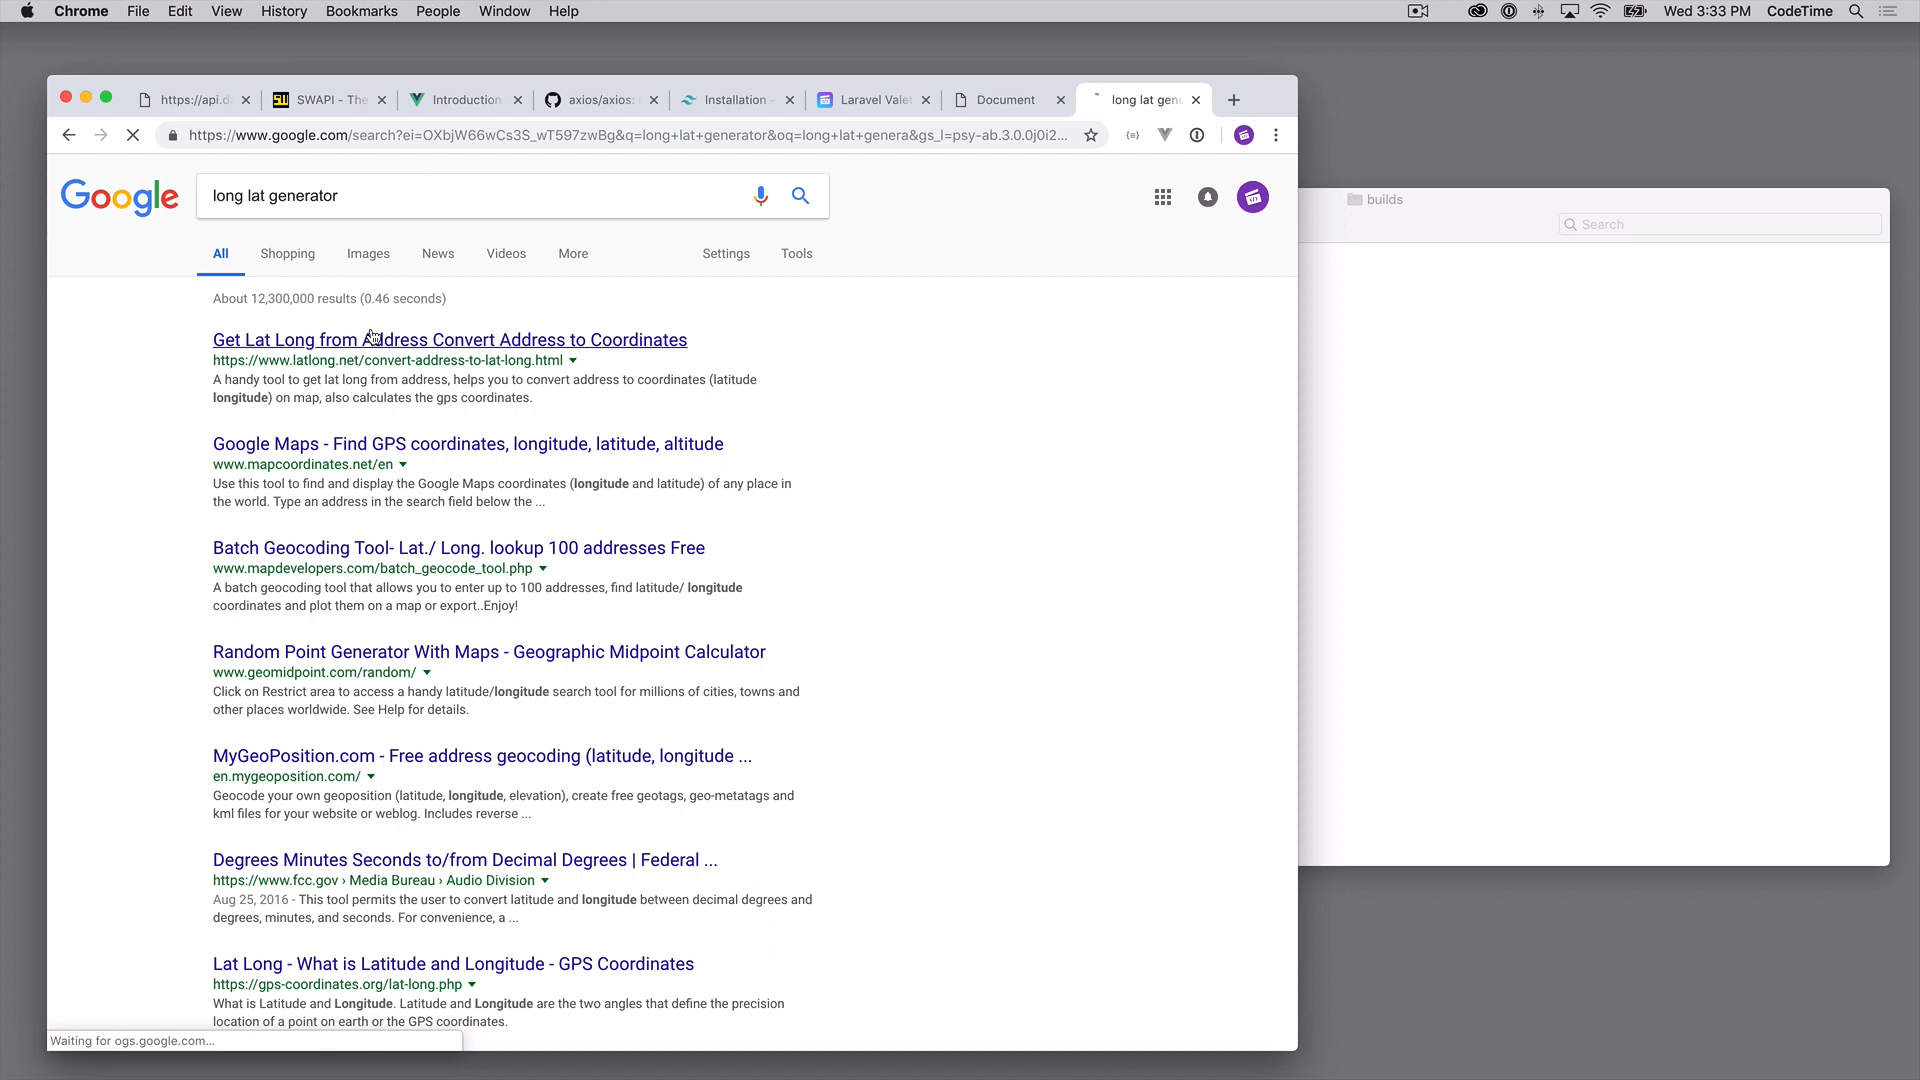 Chrome File Edit View History Bookmarks People Window Help Wed 3:33 PM CodeTime
https://api.d SWAPI - The Introduction axios/axios: Installation - Laravel Valet Document long lat gene
https://www.google.com/search?ei=OXbjW66wCs3S_wT597zwBg&q=long+lat+generator&oq=long+lat+genera&gs_l=psy-ab.3.0.0j0i2...
builds
Search
Google long lat generator
All Shopping Images News Videos More Settings Tools
About 12,300,000 results (0.46 seconds)
Get Lat Long from Address Convert Address to Coordinates
https://www.latlong.net/convert-address-to-lat-long.html
A handy tool to get lat long from address, helps you to convert address to coordinates (latitude
longitude) on map, also calculates the gps coordinates.
Google Maps - Find GPS coordinates, longitude, latitude, altitude
www.mapcoordinates.net/en
Use this tool to find and display the Google Maps coordinates (longitude and latitude) of any place in
the world. Type an address in the search field below the ...
Batch Geocoding Tool- Lat./ Long. lookup 100 addresses Free
www.mapdevelopers.com/batch_geocode_tool.php
A batch geocoding tool that allows you to enter up to 100 addresses, find latitude/ longitude
coordinates and plot them on a map or export..Enjoy!
Random Point Generator With Maps - Geographic Midpoint Calculator
www.geomidpoint.com/random/
Click on Restrict area to access a handy latitude/longitude search tool for millions of cities, towns and
other places worldwide. See Help for details.
MyGeoPosition.com - Free address geocoding (latitude, longitude ...
en.mygeoposition.com/
Geocode your own geoposition (latitude, longitude, elevation), create free geotags, geo-metatags and
kml files for your website or weblog. Includes reverse ...
Degrees Minutes Seconds to/from Decimal Degrees | Federal ...
https://www.fcc.gov › Media Bureau › Audio Division
Aug 25, 2016 - This tool permits the user to convert latitude and longitude between decimal degrees and
degrees, minutes, and seconds. For convenience, a ...
Lat Long - What is Latitude and Longitude - GPS Coordinates
https://gps-coordinates.org/lat-long.php
What is Latitude and Longitude. Latitude and Longitude are the two angles that define the precision
location of a point on earth or the GPS coordinates.
Waiting for ogs.google.com...